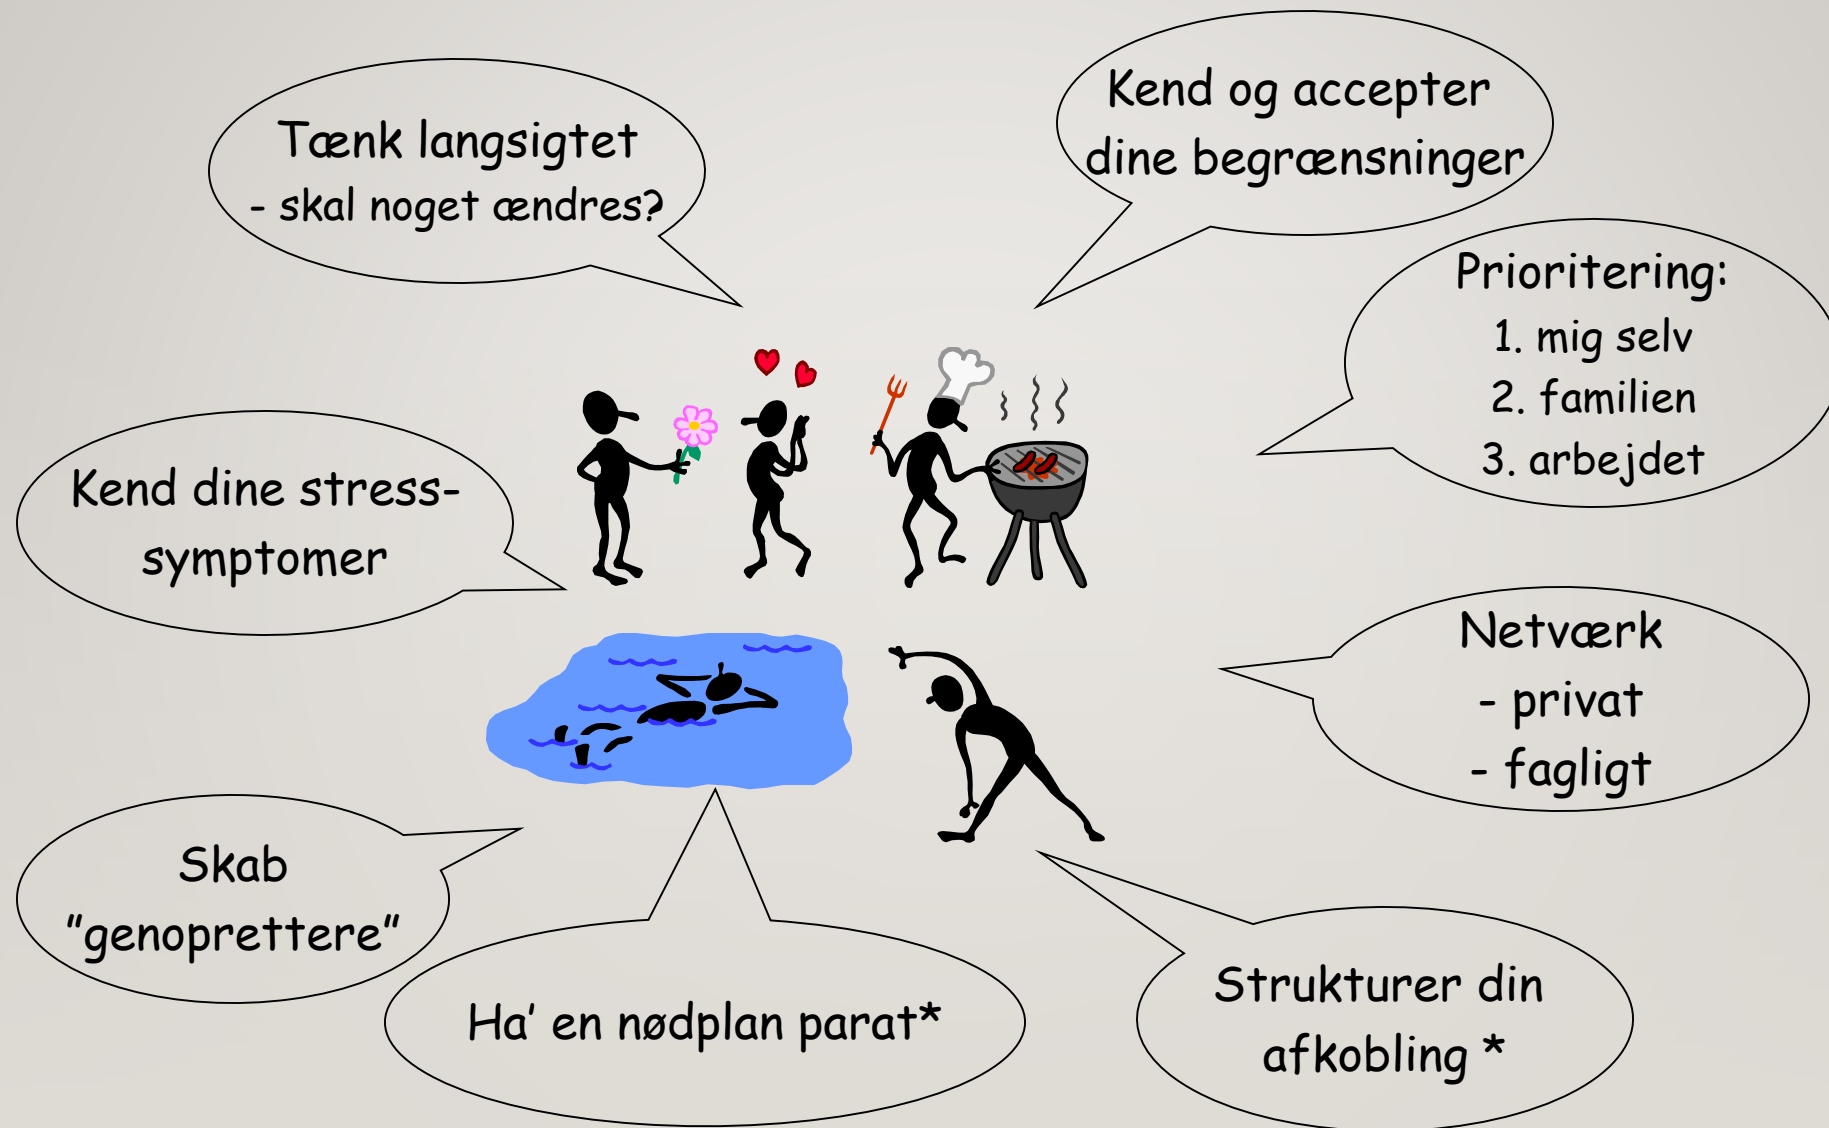 Tænk langsigtet
- skal noget ændres?
Kend og accepter
dine begrænsninger
Prioritering:
1. mig selv
2. familien
3. arbejdet
Kend dine stress-
symptomer
Netværk
- privat
- fagligt
Skab
"genoprettere"
Ha' en nødplan parat*
Strukturer din
afkobling *